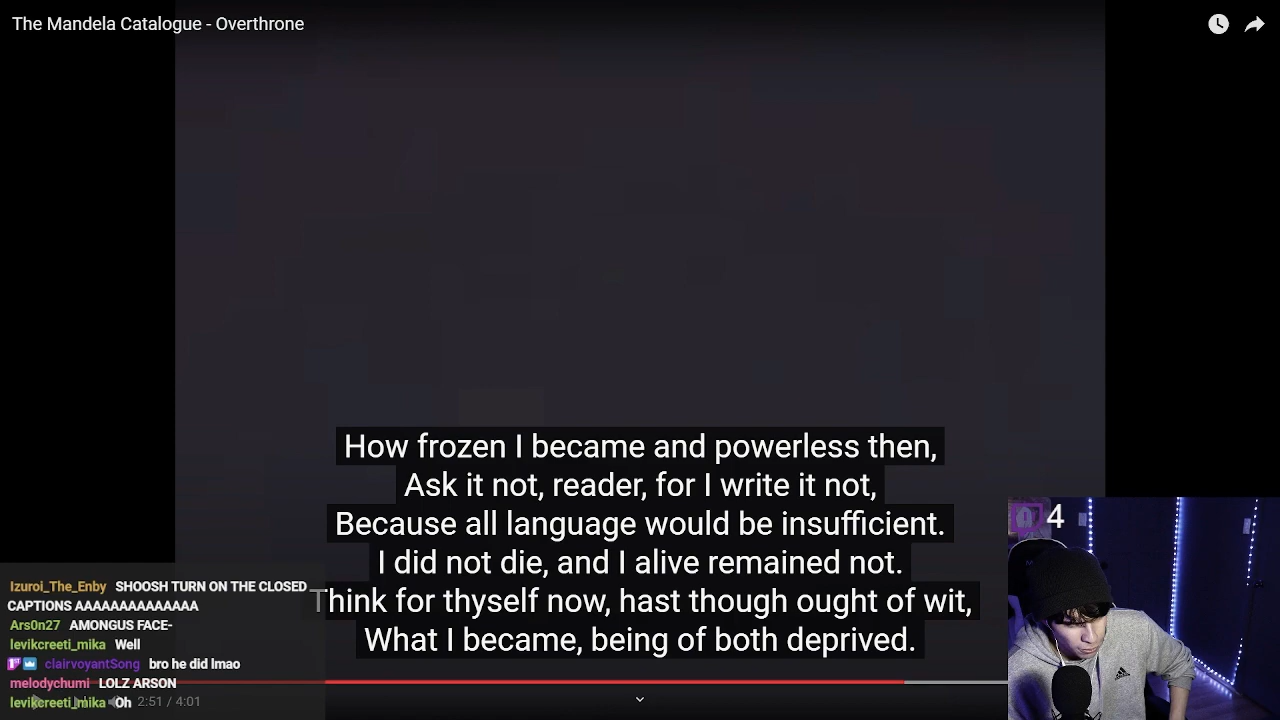 The Mandela Catalogue - Overthrone
How frozen I became and powerless then,
Ask it not, reader, for I write it not,
Because all language would be insufficient.
I did not die, and I alive remained not.
Think for thyself now, hast though ought of wit,
What I became, being of both deprived.
4
Izuroi_The_Enby SHOOSH TURN ON THE CLOSED
CAPTIONS AAAAAAAAAAAAAA
Ars0n27 AMONGUS FACE-
levikcreeti_mika Well
clairvoyantSong bro he did lmao
melodychumi LOLZ ARSON
levikcreeti_mika Oh
2:51 / 4:01